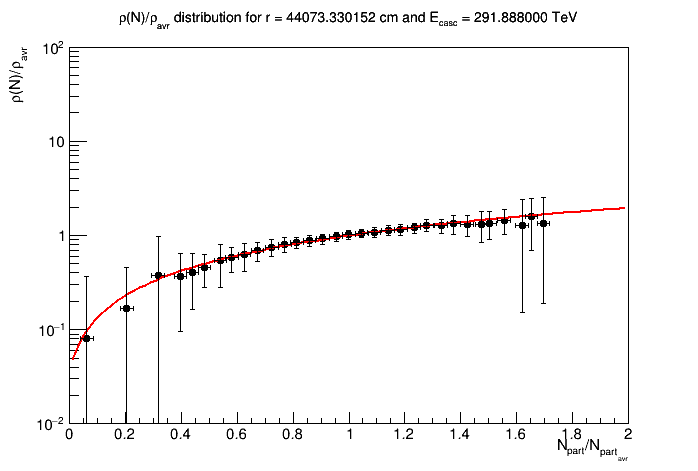 ρ(N)/ρavr distribution for r = 44073.330152 cm and Ecasc = 291.888000 TeV
ρ(N)/ρavr
10²
10
1
10⁻¹
10⁻²
0 0.2 0.4 0.6 0.8 1 1.2 1.4 1.6 1.8 2
Npart/Npartavr